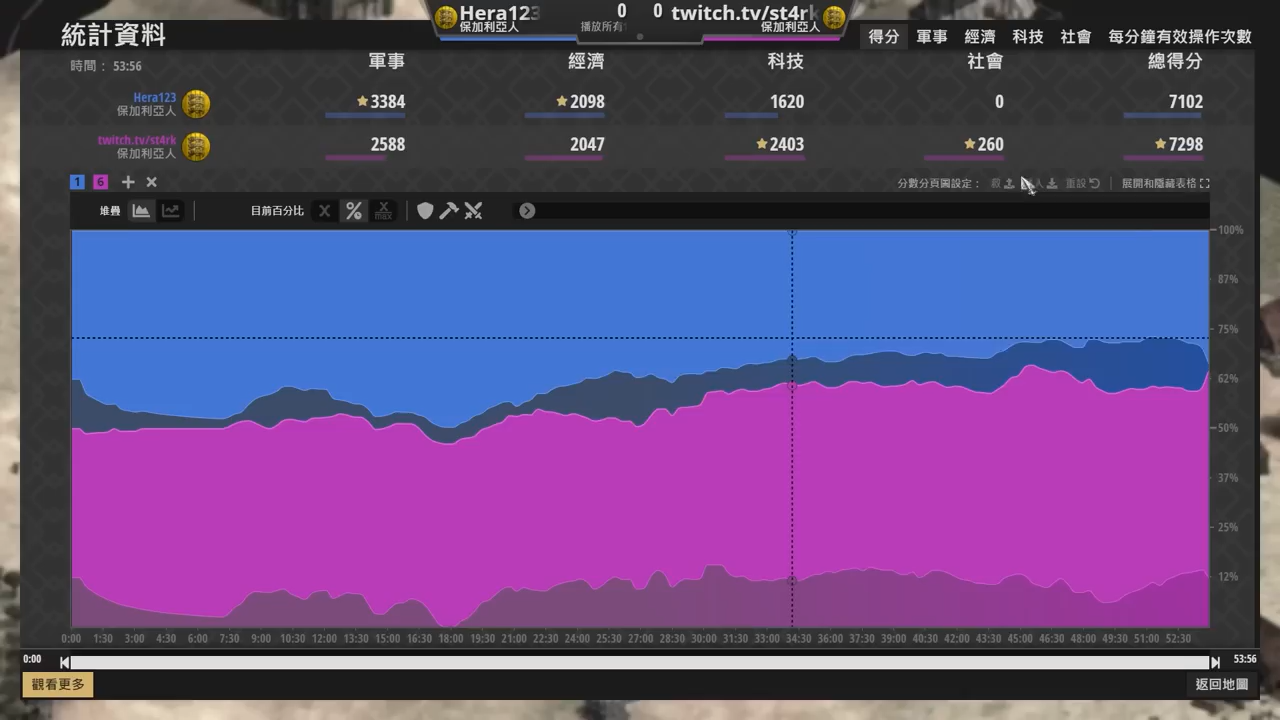 Hera123 0 0 twitch.tv/st4rk
保加利亞人 播放所有 保加利亞人
統計資料
得分 軍事 經濟 科技 社會 每分鐘有效操作次數
時間： 53:56 軍事 經濟 科技 社會 總得分
Hera123
保加利亞人
3384 2098 1620 0 7102
twitch.tv/st4rk
保加利亞人
2588 2047 2403 260 7298
1 6 + ×
分數分頁圖設定： 重設 展開和隱藏表格
堆疊 目前百分比 X % X max
100%
87%
75%
62%
50%
37%
25%
12%
0:00 1:30 3:00 4:30 6:00 7:30 9:00 10:30 12:00 13:30 15:00 16:30 18:00 19:30 21:00 22:30 24:00 25:30 27:00 28:30 30:00 31:30 33:00 34:30 36:00 37:30 39:00 40:30 42:00 43:30 45:00 46:30 48:00 49:30 51:00 52:30
0:00 53:56
觀看更多 返回地圖